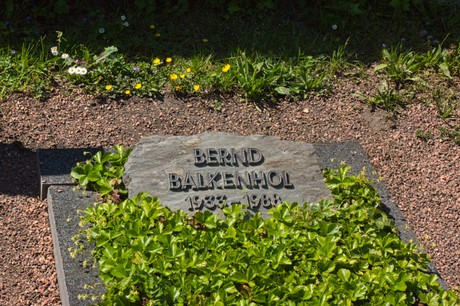 BERND
BALKENHOL
1933 - 1988